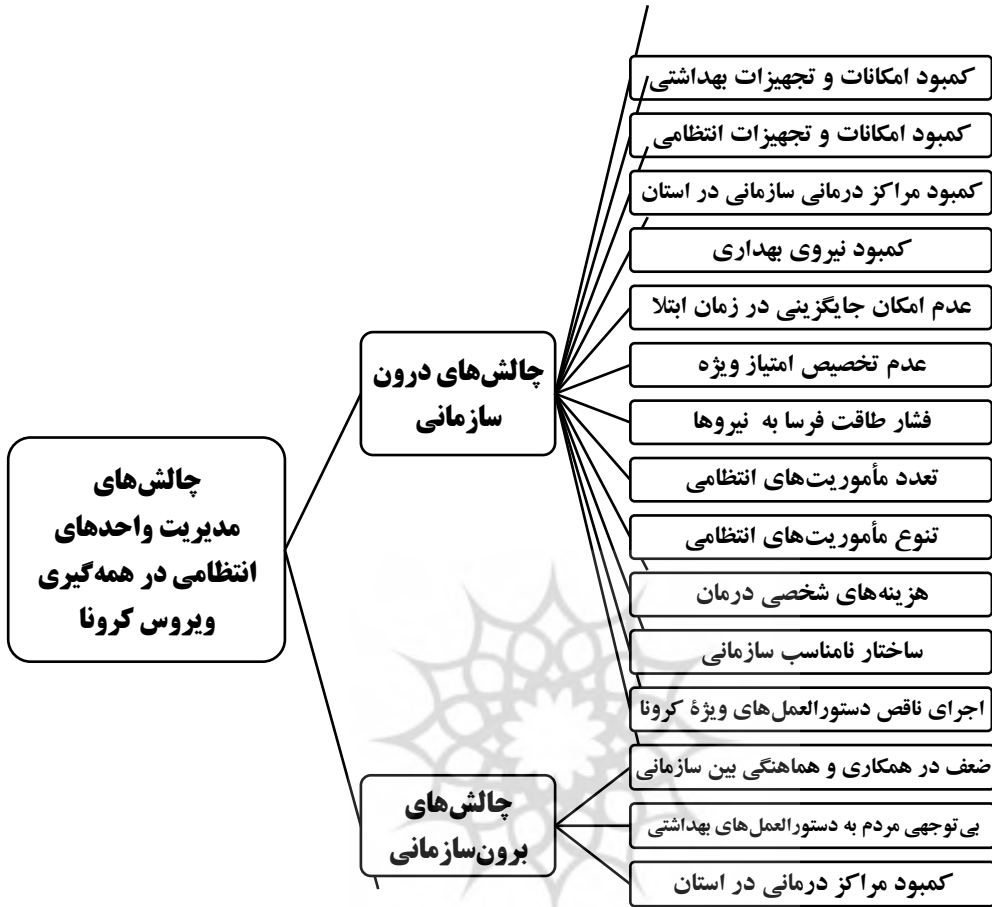 چالش‌های
مدیریت واحدهای
انتظامی در همه‌گیری
ویروس کرونا
چالش‌های درون
سازمانی
کمبود امکانات و تجهیزات بهداشتی
کمبود امکانات و تجهیزات انتظامی
کمبود مراکز درمانی سازمانی در استان
کمبود نیروی بهداری
عدم امکان جایگزینی در زمان ابتلا
عدم تخصیص امتیاز ویژه
فشار طاقت فرسا به نیروها
تعدد مأموریت‌های انتظامی
تنوع مأموریت‌های انتظامی
هزینه‌های شخصی درمان
ساختار نامناسب سازمانی
اجرای ناقص دستورالعمل‌های ویژهٔ کرونا
چالش‌های
برون‌سازمانی
ضعف در همکاری و هماهنگی بین سازمانی
بی‌توجهی مردم به دستورالعمل‌های بهداشتی
کمبود مراکز درمانی در استان